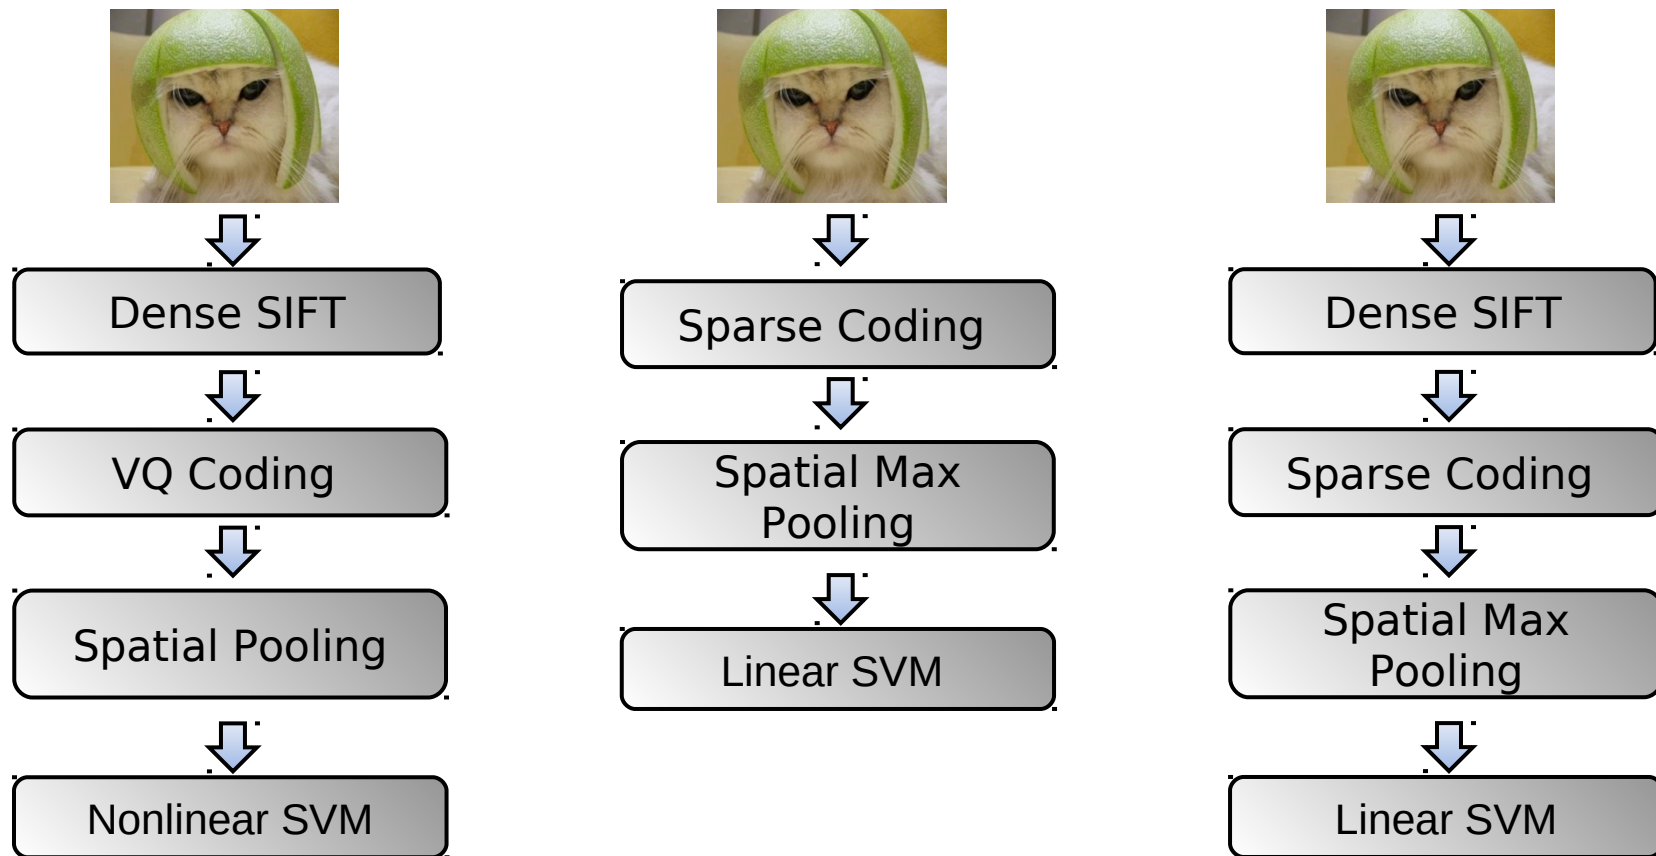 Dense SIFT
VQ Coding
Spatial Pooling
Nonlinear SVM
Sparse Coding
Spatial Max
Pooling
Linear SVM
Dense SIFT
Sparse Coding
Spatial Max
Pooling
Linear SVM